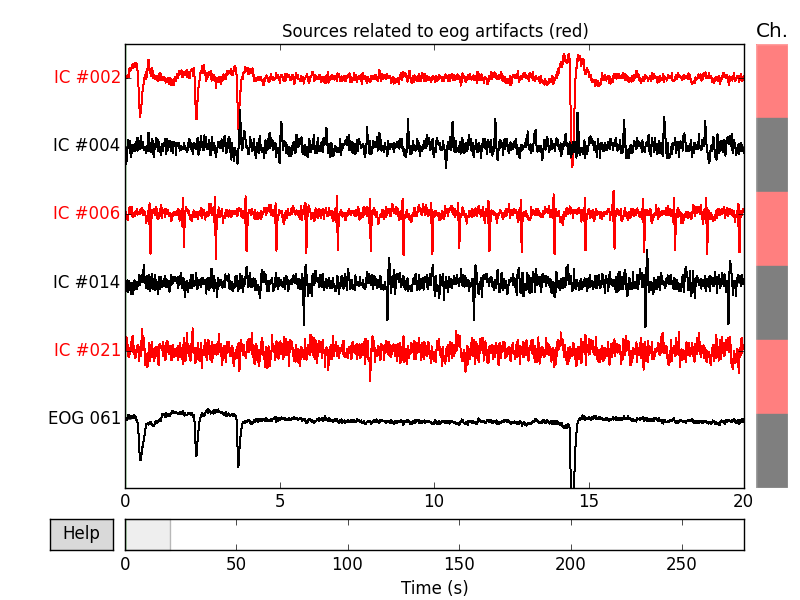 Sources related to eog artifacts (red)
Ch.
IC #002
IC #004
IC #006
IC #014
IC #021
EOG 061
0 5 10 15 20
Help
0 50 100 150 200 250
Time (s)